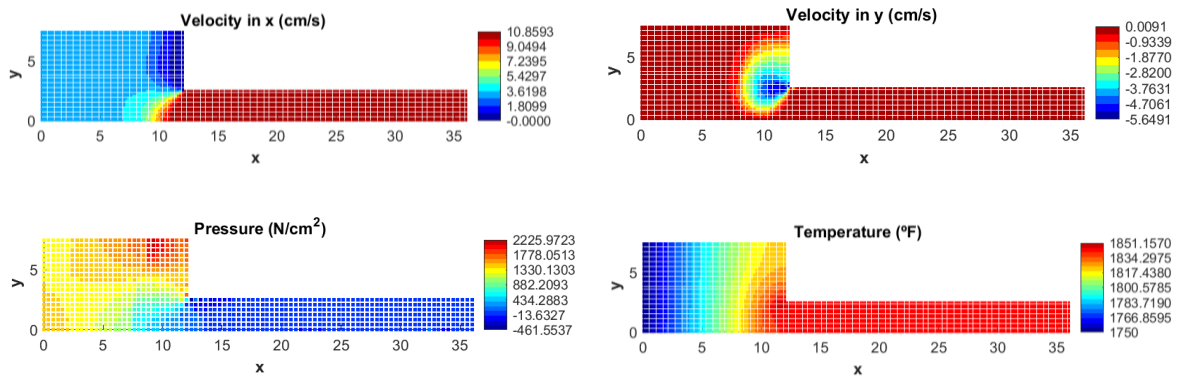 Velocity in x (cm/s)
y
5
0
0 5 10 15 20 25 30 35
x
10.8593
9.0494
7.2395
5.4297
3.6198
1.8099
-0.0000
Velocity in y (cm/s)
y
5
0
0 5 10 15 20 25 30 35
x
0.0091
-0.9339
-1.8770
-2.8200
-3.7631
-4.7061
-5.6491
Pressure (N/cm2)
y
5
0
0 5 10 15 20 25 30 35
x
2225.9723
1778.0513
1330.1303
882.2093
434.2883
-13.6327
-461.5537
Temperature (ºF)
y
5
0
0 5 10 15 20 25 30 35
x
1851.1570
1834.2975
1817.4380
1800.5785
1783.7190
1766.8595
1750